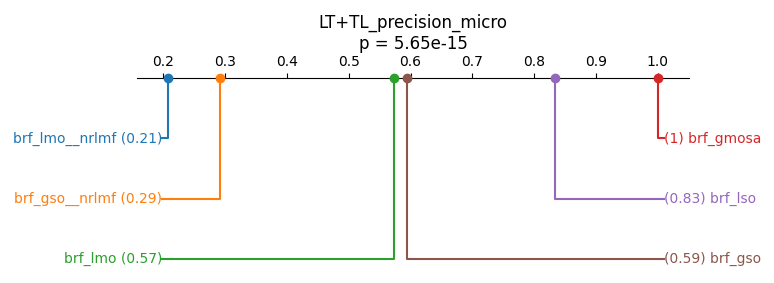 LT+TL_precision_micro
p = 5.65e-15
0.2 0.3 0.4 0.5 0.6 0.7 0.8 0.9 1.0
brf_lmo__nrlmf (0.21) (1) brf_gmosa
brf_gso__nrlmf (0.29) (0.83) brf_lso
brf_lmo (0.57) (0.59) brf_gso